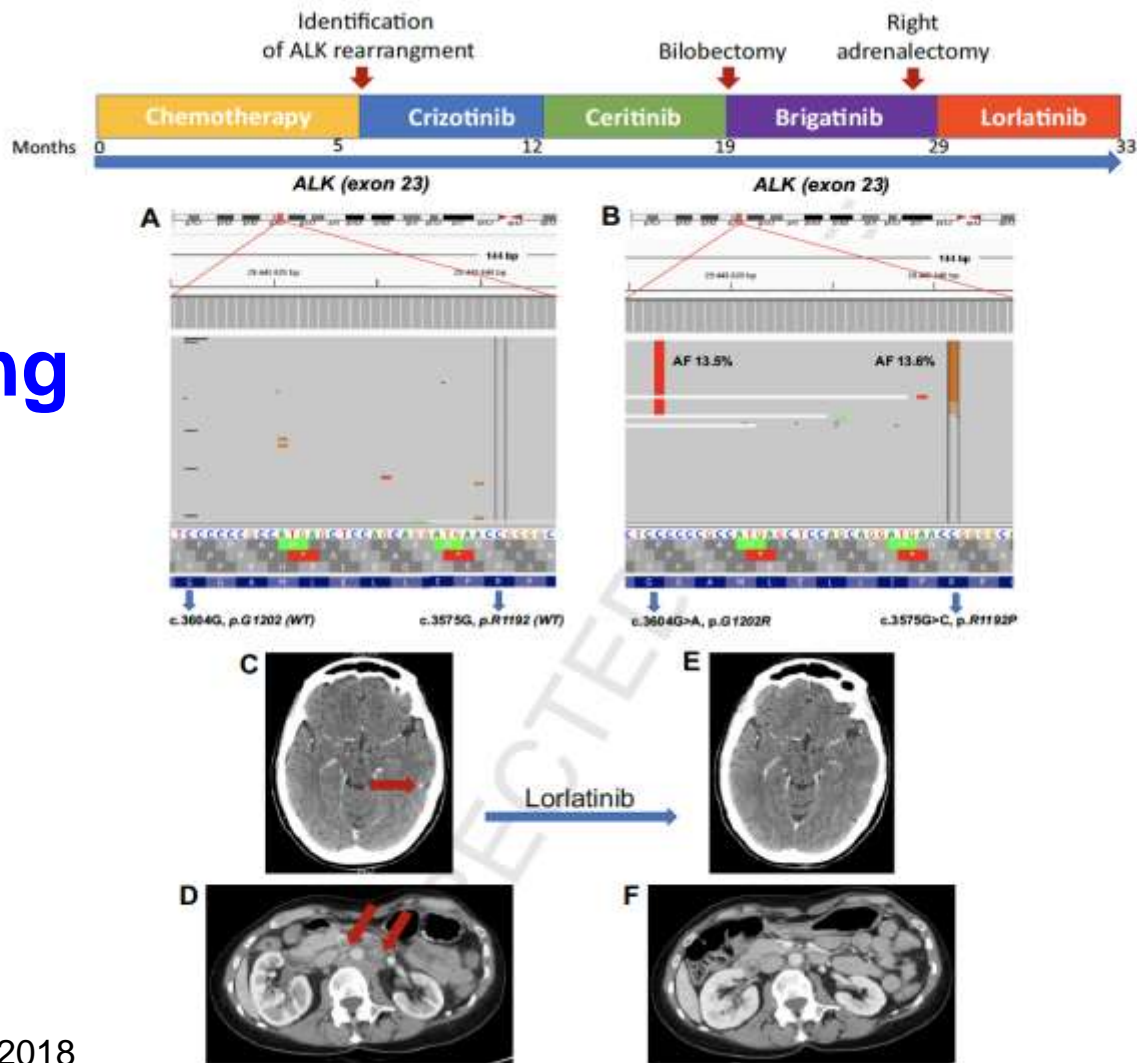 Identification
of ALK rearrangment
Bilobectomy
Right
adrenalectomy
Chemotherapy
Crizotinib
Ceritinib
Brigatinib
Lorlatinib
Months
0
5
12
19
29
33
ALK (exon 23)
ALK (exon 23)
A
144 bp
B
144 bp
ng
AF 13.5%
AF 13.6%
c.3604G, p.G1202 (WT)
c.3575G, p.R1192 (WT)
c.3604G>A, p.G1202R
c.3575G>C, p.R1192P
C
E
Lorlatinib
D
F
2018